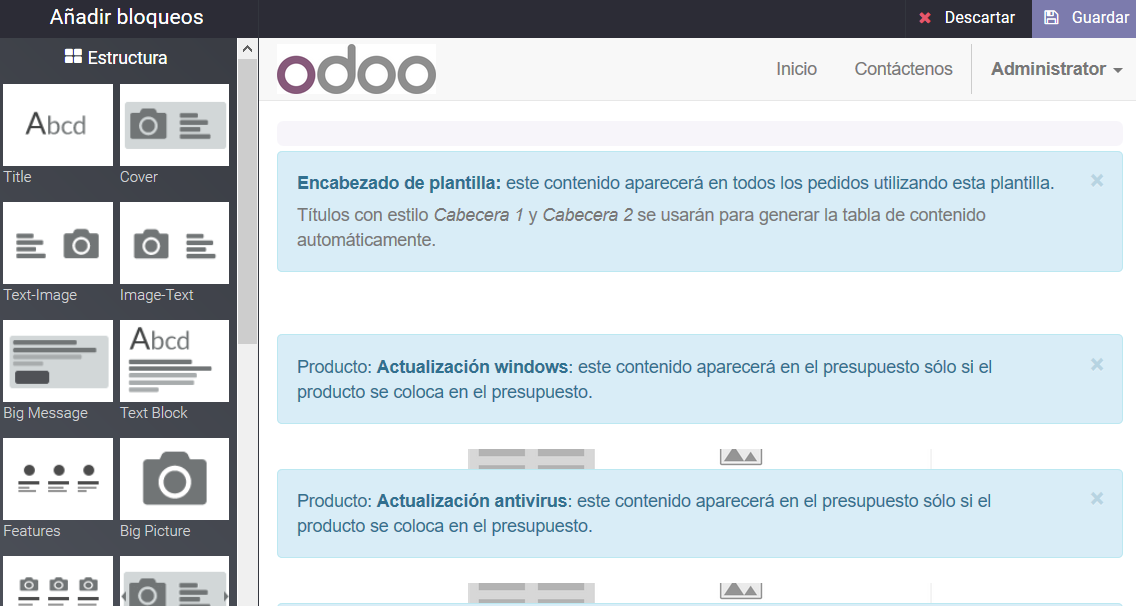 Añadir bloqueos
Descartar
Guardar
Estructura
odoo
Inicio
Contáctenos
Administrator
Abcd
Title
Cover
Text-Image
Image-Text
Abcd
Big Message
Text Block
Features
Big Picture
Encabezado de plantilla: este contenido aparecerá en todos los pedidos utilizando esta plantilla.
Títulos con estilo Cabecera 1 y Cabecera 2 se usarán para generar la tabla de contenido
automáticamente.
Producto: Actualización windows: este contenido aparecerá en el presupuesto sólo si el
producto se coloca en el presupuesto.
Producto: Actualización antivirus: este contenido aparecerá en el presupuesto sólo si el
producto se coloca en el presupuesto.